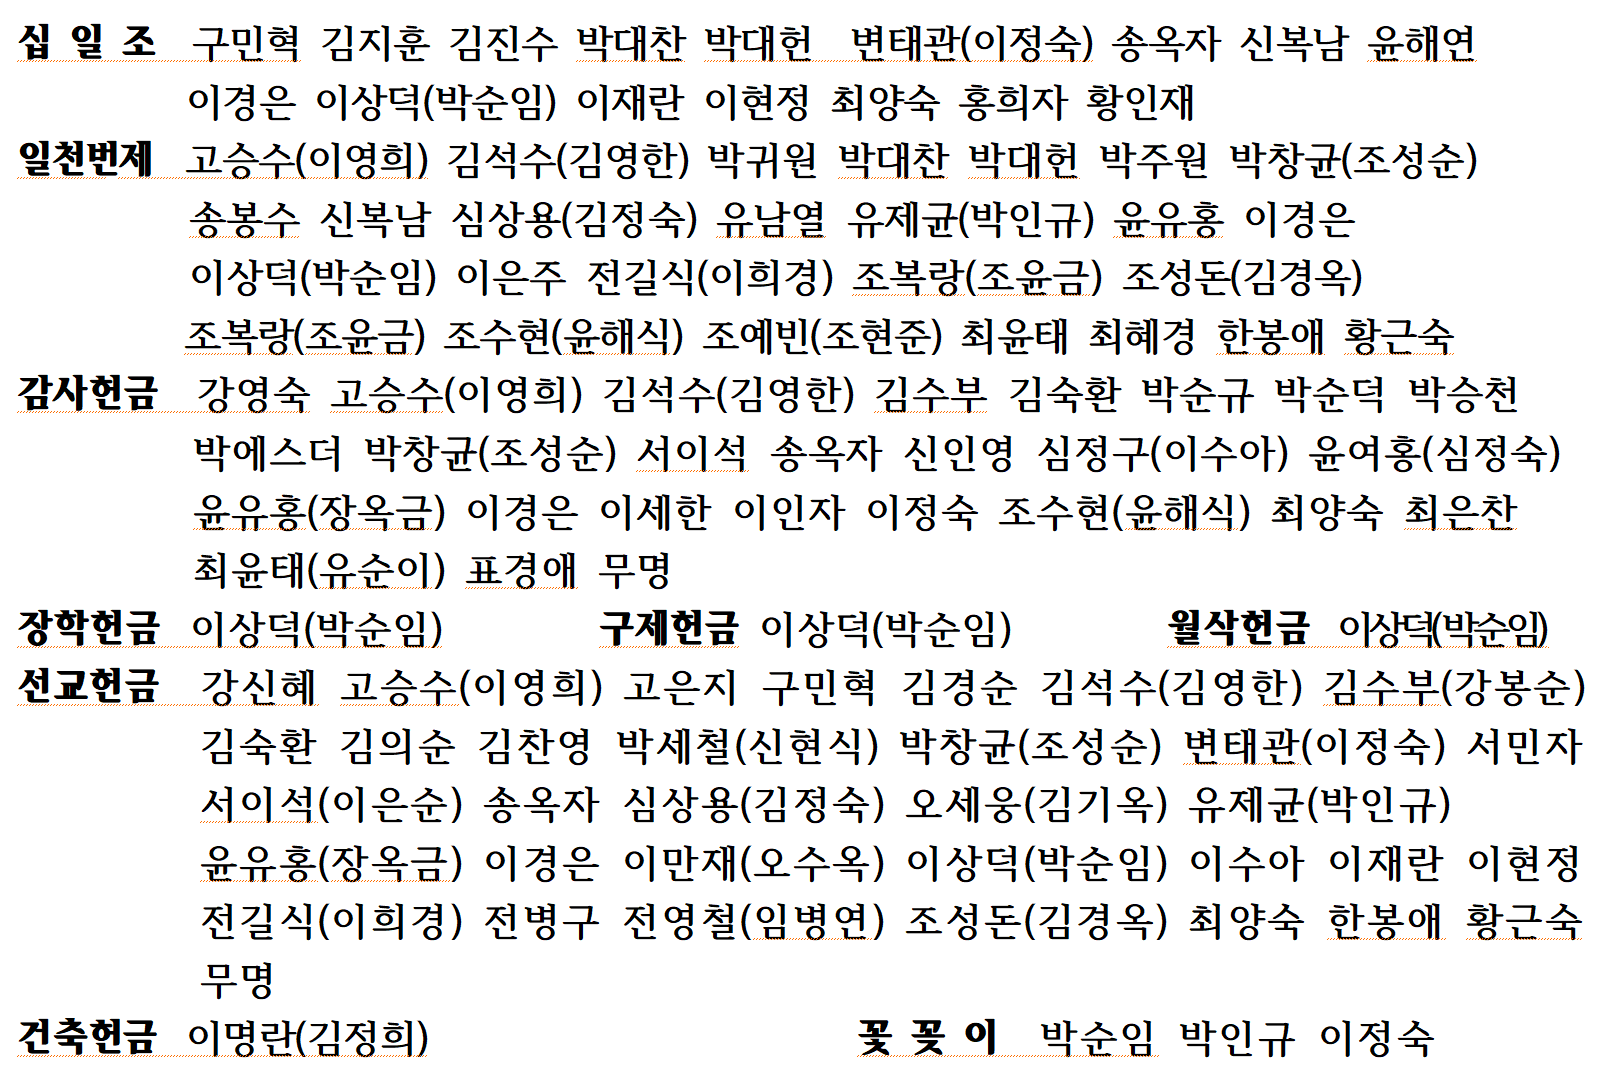 십 일 조 구민혁 김지훈 김진수 박대찬 박대헌 변태관(이정숙) 송옥자 신복남 윤해연
이경은 이상덕(박순임) 이재란 이현정 최양숙 홍희자 황인재
일천번제 고승수(이영희) 김석수(김영한) 박귀원 박대찬 박대헌 박주원 박창균(조성순)
송봉수 신복남 심상용(김정숙) 유남열 유제균(박인규) 윤유홍 이경은
이상덕(박순임) 이은주 전길식(이희경) 조복랑(조윤금) 조성돈(김경옥)
조복랑(조윤금) 조수현(윤해식) 조예빈(조현준) 최윤태 최혜경 한봉애 황근숙
감사헌금 강영숙 고승수(이영희) 김석수(김영한) 김수부 김숙환 박순규 박순덕 박승천
박에스더 박창균(조성순) 서이석 송옥자 신인영 심정구(이수아) 윤여홍(심정숙)
윤유홍(장옥금) 이경은 이세한 이인자 이정숙 조수현(윤해식) 최양숙 최은찬
최윤태(유순이) 표경애 무명
장학헌금 이상덕(박순임) 구제헌금 이상덕(박순임) 월삭헌금 이상덕(박순임)
선교헌금 강신혜 고승수(이영희) 고은지 구민혁 김경순 김석수(김영한) 김수부(강봉순)
김숙환 김의순 김찬영 박세철(신현식) 박창균(조성순) 변태관(이정숙) 서민자
서이석(이은순) 송옥자 심상용(김정숙) 오세웅(김기옥) 유제균(박인규)
윤유홍(장옥금) 이경은 이만재(오수옥) 이상덕(박순임) 이수아 이재란 이현정
전길식(이희경) 전병구 전영철(임병연) 조성돈(김경옥) 최양숙 한봉애 황근숙
무명
건축헌금 이명란(김정희) 꽃 꽂 이 박순임 박인규 이정숙